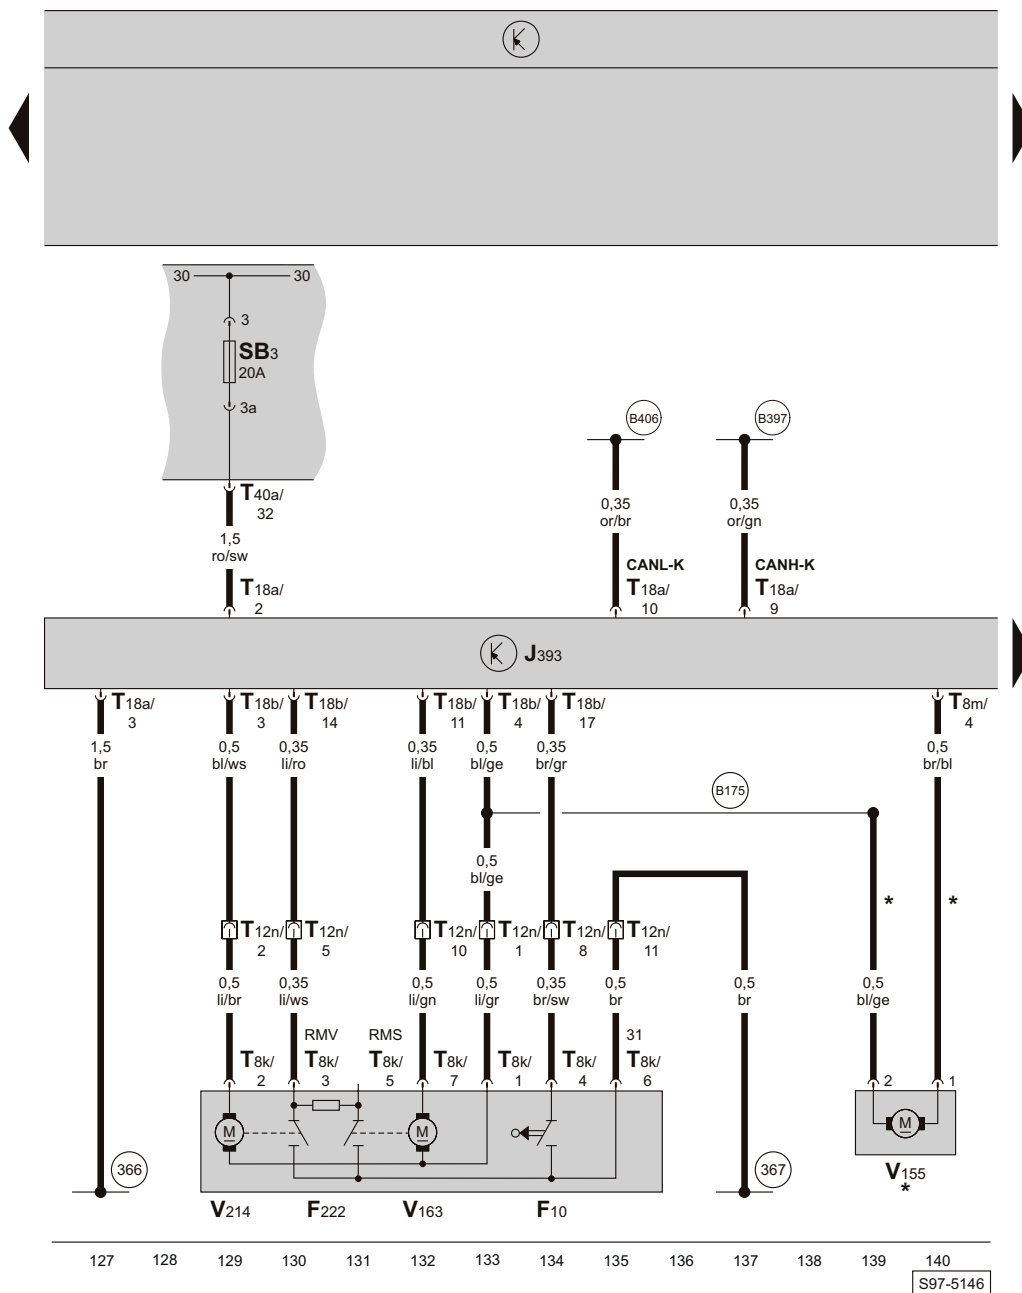 30 30
3
SB3
20A
3a
T40a/
32
B406 B397
1,5
ro/sw
0,35
or/br
0,35
or/gn
CANL-K CANH-K
T18a/ T18a/ T18a/
2 10 9
J393
T18a/ T18b/ T18b/ T18b/ T18b/ T18b/ T8m/
3 3 14 11 4 17 4
1,5 0,5 0,35 0,35 0,5 0,35 0,5
br bl/ws li/ro li/bl bl/ge br/gr br/bl
B175
0,5
bl/ge
* *
T12n/ T12n/ T12n/ T12n/ T12n/ T12n/
2 5 10 1 8 11
0,5 0,35 0,5 0,5 0,35 0,5 0,5 0,5
li/br li/ws li/gn li/gr br/sw br br bl/ge
RMV RMS 31
T8k/ T8k/ T8k/ T8k/ T8k/ T8k/ T8k/
2 3 5 7 1 4 6 2 1
M M M
366 367
V155
*
V214 F222 V163 F10
127 128 129 130 131 132 133 134 135 136 137 138 139 140
S97-5146